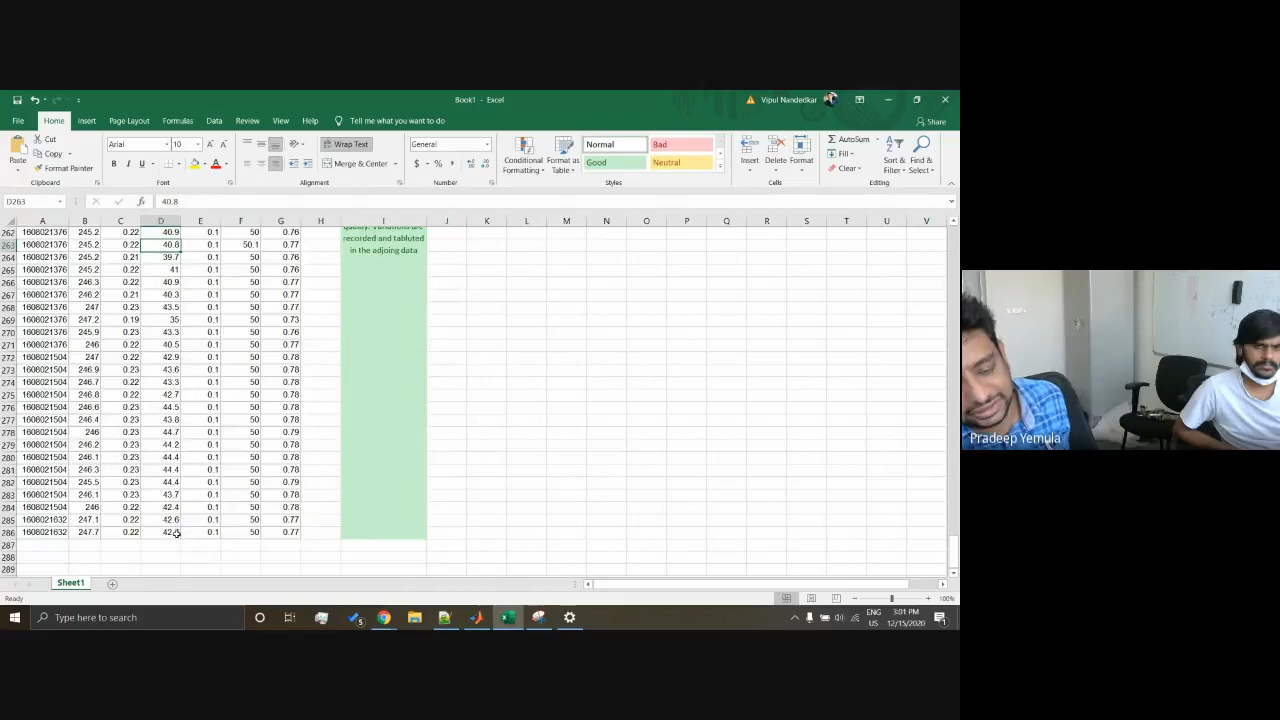 Book1 - Excel
Vipul Nandedkar
File Home Insert Page Layout Formulas Data Review View Help Tell me what you want to do
Share
Paste
Cut
Copy
Format Painter
Clipboard
Arial 10
B I U
Font
Wrap Text
Merge & Center
Alignment
General
$ % ,
Number
Conditional Formatting
Format as Table
Normal Bad
Good Neutral
Styles
Insert Delete Format
Cells
AutoSum
Fill
Clear
Sort & Filter
Find & Select
Editing
D263 fx 40.8
A B C D E F G H I J K L M N O P Q R T U V
262 1608021376 245.2 0.22 40.9 0.1 50 0.76
263 1608021376 245.2 0.22 40.8 0.1 50.1 0.77
264 1608021376 245.2 0.21 39.7 0.1 50 0.76
265 1608021376 245.2 0.22 41 0.1 50 0.76
266 1608021376 246.3 0.22 40.9 0.1 50 0.77
267 1608021376 246.2 0.21 40.3 0.1 50 0.77
268 1608021376 247 0.23 43.5 0.1 50 0.77
269 1608021376 247.2 0.19 35 0.1 50 0.73
270 1608021376 245.9 0.23 43.3 0.1 50 0.76
271 1608021376 246 0.22 40.5 0.1 50 0.77
272 1608021504 247 0.22 42.9 0.1 50 0.78
273 1608021504 246.9 0.23 43.6 0.1 50 0.78
274 1608021504 246.7 0.22 43.3 0.1 50 0.78
275 1608021504 246.8 0.22 42.7 0.1 50 0.78
276 1608021504 246.6 0.23 44.5 0.1 50 0.78
277 1608021504 246.4 0.23 43.8 0.1 50 0.78
278 1608021504 246 0.23 44.7 0.1 50 0.79
279 1608021504 246.2 0.23 44.2 0.1 50 0.78
280 1608021504 246.1 0.23 44.4 0.1 50 0.78
281 1608021504 246.3 0.23 44.4 0.1 50 0.78
282 1608021504 245.5 0.23 44.4 0.1 50 0.79
283 1608021504 246.1 0.23 43.7 0.1 50 0.78
284 1608021504 246 0.22 42.4 0.1 50 0.78
285 1608021632 247.1 0.22 42.6 0.1 50 0.77
286 1608021632 247.7 0.22 0.1 50 0.77
287
288
289
quality. Variations are
recorded and tabluted
in the adjoing data
Sheet1
Ready
100%
Type here to search
5
ENG
US
3:01 PM
12/15/2020
1
Pradeep Yemula